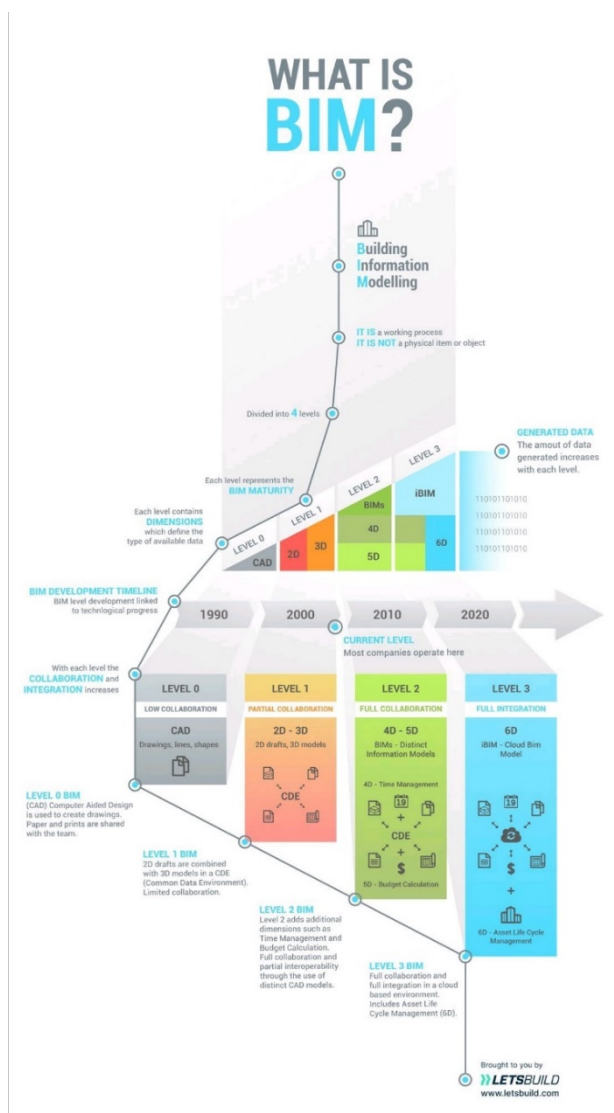 WHAT IS
BIM?
Building
Information
Modelling
IT IS a working process
IT IS NOT a physical item or object
Divided into 4 levels
GENERATED DATA
The amout of data
generated increases
with each level.
Each level represents the
BIM MATURITY
Each level contains
DIMENSIONS
which define the
type of available data
LEVEL 0
LEVEL 1
LEVEL 2
LEVEL 3
CAD
2D
3D
BIMs
4D
5D
iBIM
6D
110101101010
110101101010
110101101010
110101101010
BIM DEVELOPMENT TIMELINE
BIM level development linked
to technlogical progress
1990
2000
2010
2020
CURRENT LEVEL
Most companies operate here
With each level the
COLLABORATION and
INTEGRATION increases
LEVEL 0
LOW COLLABORATION
CAD
Drawings, lines, shapes
LEVEL 1
PARTIAL COLLABORATION
2D - 3D
2D drafts, 3D models
CDE
LEVEL 2
FULL COLLABORATION
4D - 5D
BIMs - Distinct
Information Models
4D - Time Management
19
+
CDE
+
$
5D - Budget Calculation
LEVEL 3
FULL INTEGRATION
6D
iBIM - Cloud Bim
Model
19
$
+
6D - Asset Life Cycle
Management
LEVEL 0 BIM
(CAD) Computer Aided Design
is used to create drawings.
Paper and prints are shared
with the team.
LEVEL 1 BIM
2D drafts are combined
with 3D models in a CDE
(Common Data Environment).
Limited collaboration.
LEVEL 2 BIM
Level 2 adds additional
dimensions such as
Time Management and
Budget Calculation.
Full collaboration and
partial interoperability
through the use of
distinct CAD models.
LEVEL 3 BIM
Full collaboration and
full integration in a cloud
based environment.
Includes Asset Life
Cycle Management (6D).
Brought to you by
LETSBUILD
www.letsbuild.com